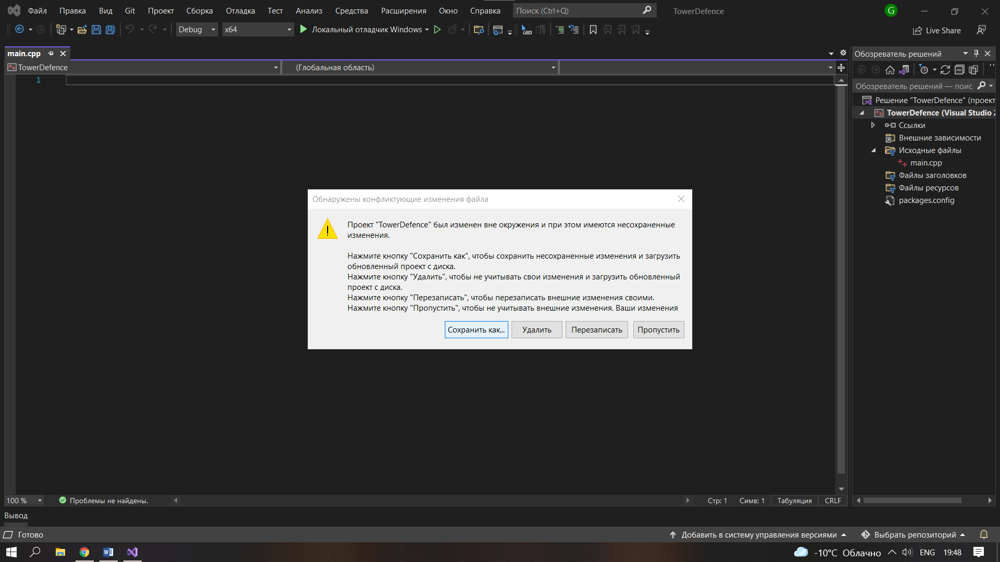 Файл Правка Вид Git Проект Сборка Отладка Тест Анализ Средства Расширения Окно Справка Поиск (Ctrl+Q) TowerDefence G
Debug x64 Локальный отладчик Windows Live Share
main.cpp
TowerDefence (Глобальная область)
1
Обозреватель решений
Обозреватель решений — поис
Решение "TowerDefence" (проект
TowerDefence (Visual Studio 2
Ссылки
Внешние зависимости
Исходные файлы
main.cpp
Файлы заголовков
Файлы ресурсов
packages.config
Обнаружены конфликтующие изменения файла
Проект "TowerDefence" был изменен вне окружения и при этом имеются несохраненные
изменения.
Нажмите кнопку "Сохранить как", чтобы сохранить несохраненные изменения и загрузить
обновленный проект с диска.
Нажмите кнопку "Удалить", чтобы не учитывать свои изменения и загрузить обновленный
проект с диска.
Нажмите кнопку "Перезаписать", чтобы перезаписать внешние изменения своими.
Нажмите кнопку "Пропустить", чтобы не учитывать внешние изменения. Ваши изменения
Сохранить как... Удалить Перезаписать Пропустить
100 % Проблемы не найдены. Стр: 1 Симв: 1 Табуляция CRLF
Вывод
Готово Добавить в систему управления версиями Выбрать репозиторий
-10°C Облачно ENG 19:48